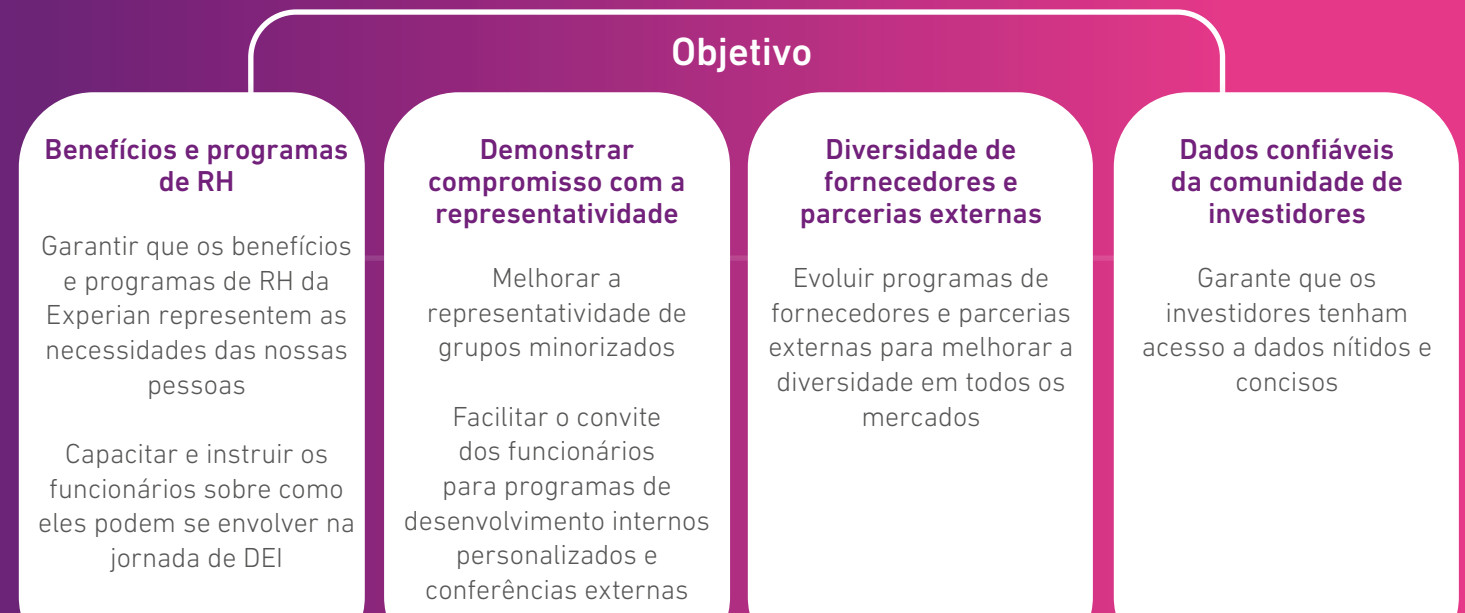 Objetivo
Benefícios e programas
de RH
Garantir que os benefícios
e programas de RH da
Experian representem as
necessidades das nossas
pessoas
Capacitar e instruir os
funcionários sobre como
eles podem se envolver na
jornada de DEI
Demonstrar
compromisso com a
representatividade
Melhorar a
representatividade de
grupos minorizados
Facilitar o convite
dos funcionários
para programas de
desenvolvimento internos
personalizados e
conferências externas
Diversidade de
fornecedores e
parcerias externas
Evoluir programas de
fornecedores e parcerias
externas para melhorar a
diversidade em todos os
mercados
Dados confiáveis
da comunidade de
investidores
Garante que os
investidores tenham
acesso a dados nítidos e
concisos